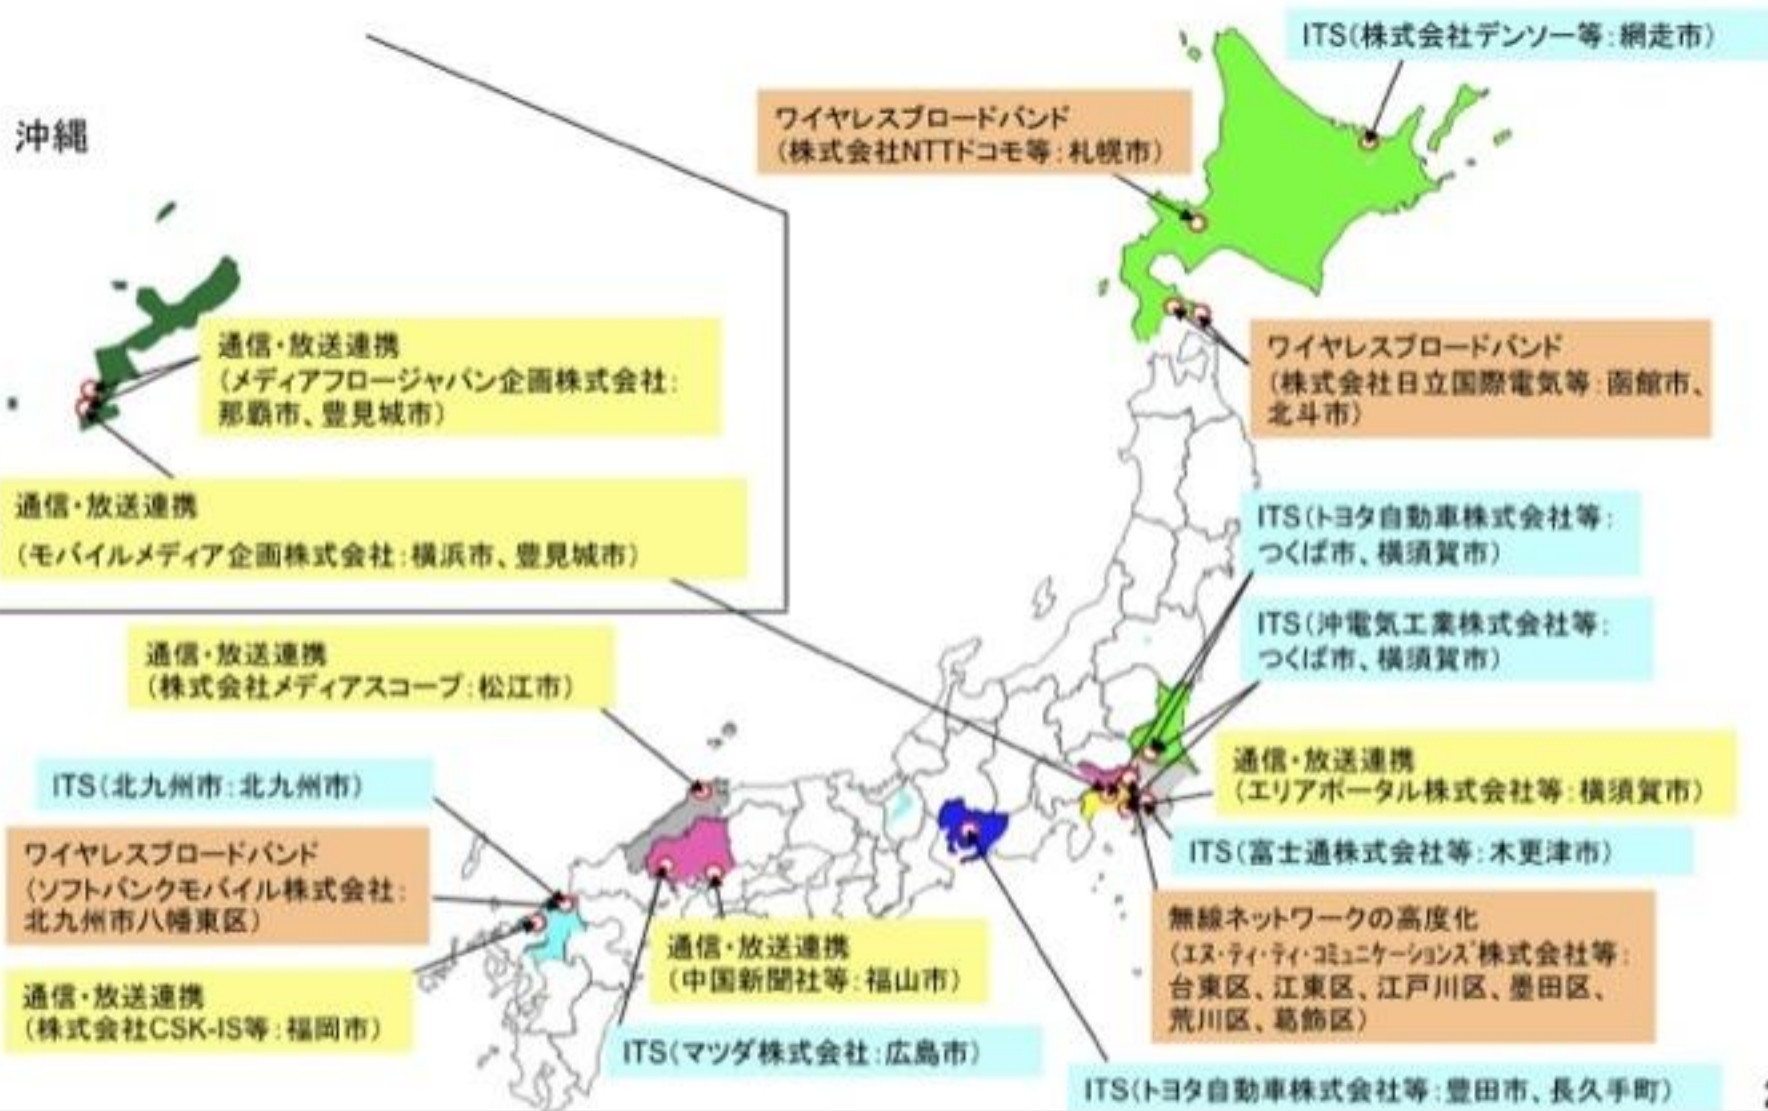 ITS(株式会社デンソー等:網走市)
ワイヤレスブロードバンド
(株式会社NTTドコモ等:札幌市)
沖縄
通信・放送連携
(メディアフロージャパン企画株式会社:
那覇市、豊見城市)
ワイヤレスブロードバンド
(株式会社日立国際電気等:函館市、
北斗市)
通信・放送連携
(モバイルメディア企画株式会社:横浜市、豊見城市)
ITS(トヨタ自動車株式会社等:
つくば市、横須賀市)
ITS(沖電気工業株式会社等:
つくば市、横須賀市)
通信・放送連携
(株式会社メディアスコープ:松江市)
ITS(北九州市:北九州市)
通信・放送連携
(エリアポータル株式会社等:横須賀市)
ITS(富士通株式会社等:木更津市)
ワイヤレスブロードバンド
(ソフトバンクモバイル株式会社:
北九州市八幡東区)
無線ネットワークの高度化
(エヌ・ティ・ティ・コミュニケーションズ株式会社等:
台東区、江東区、江戸川区、墨田区、
荒川区、葛飾区)
通信・放送連携
(中国新聞社等:福山市)
通信・放送連携
(株式会社CSK-IS等:福岡市)
ITS(マツダ株式会社:広島市)
ITS(トヨタ自動車株式会社等:豊田市、長久手町)